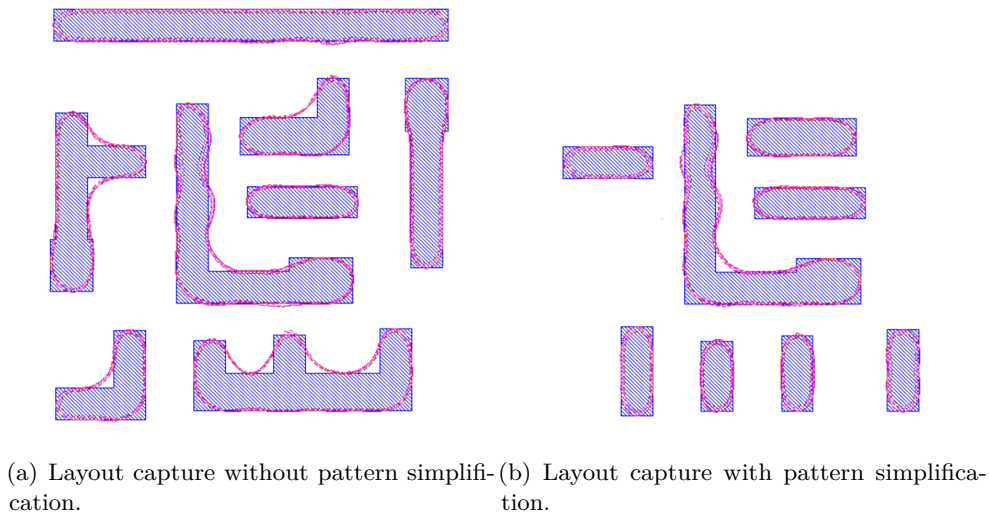 (a) Layout capture without pattern simplifi-
cation.
(b) Layout capture with pattern simplifica-
tion.